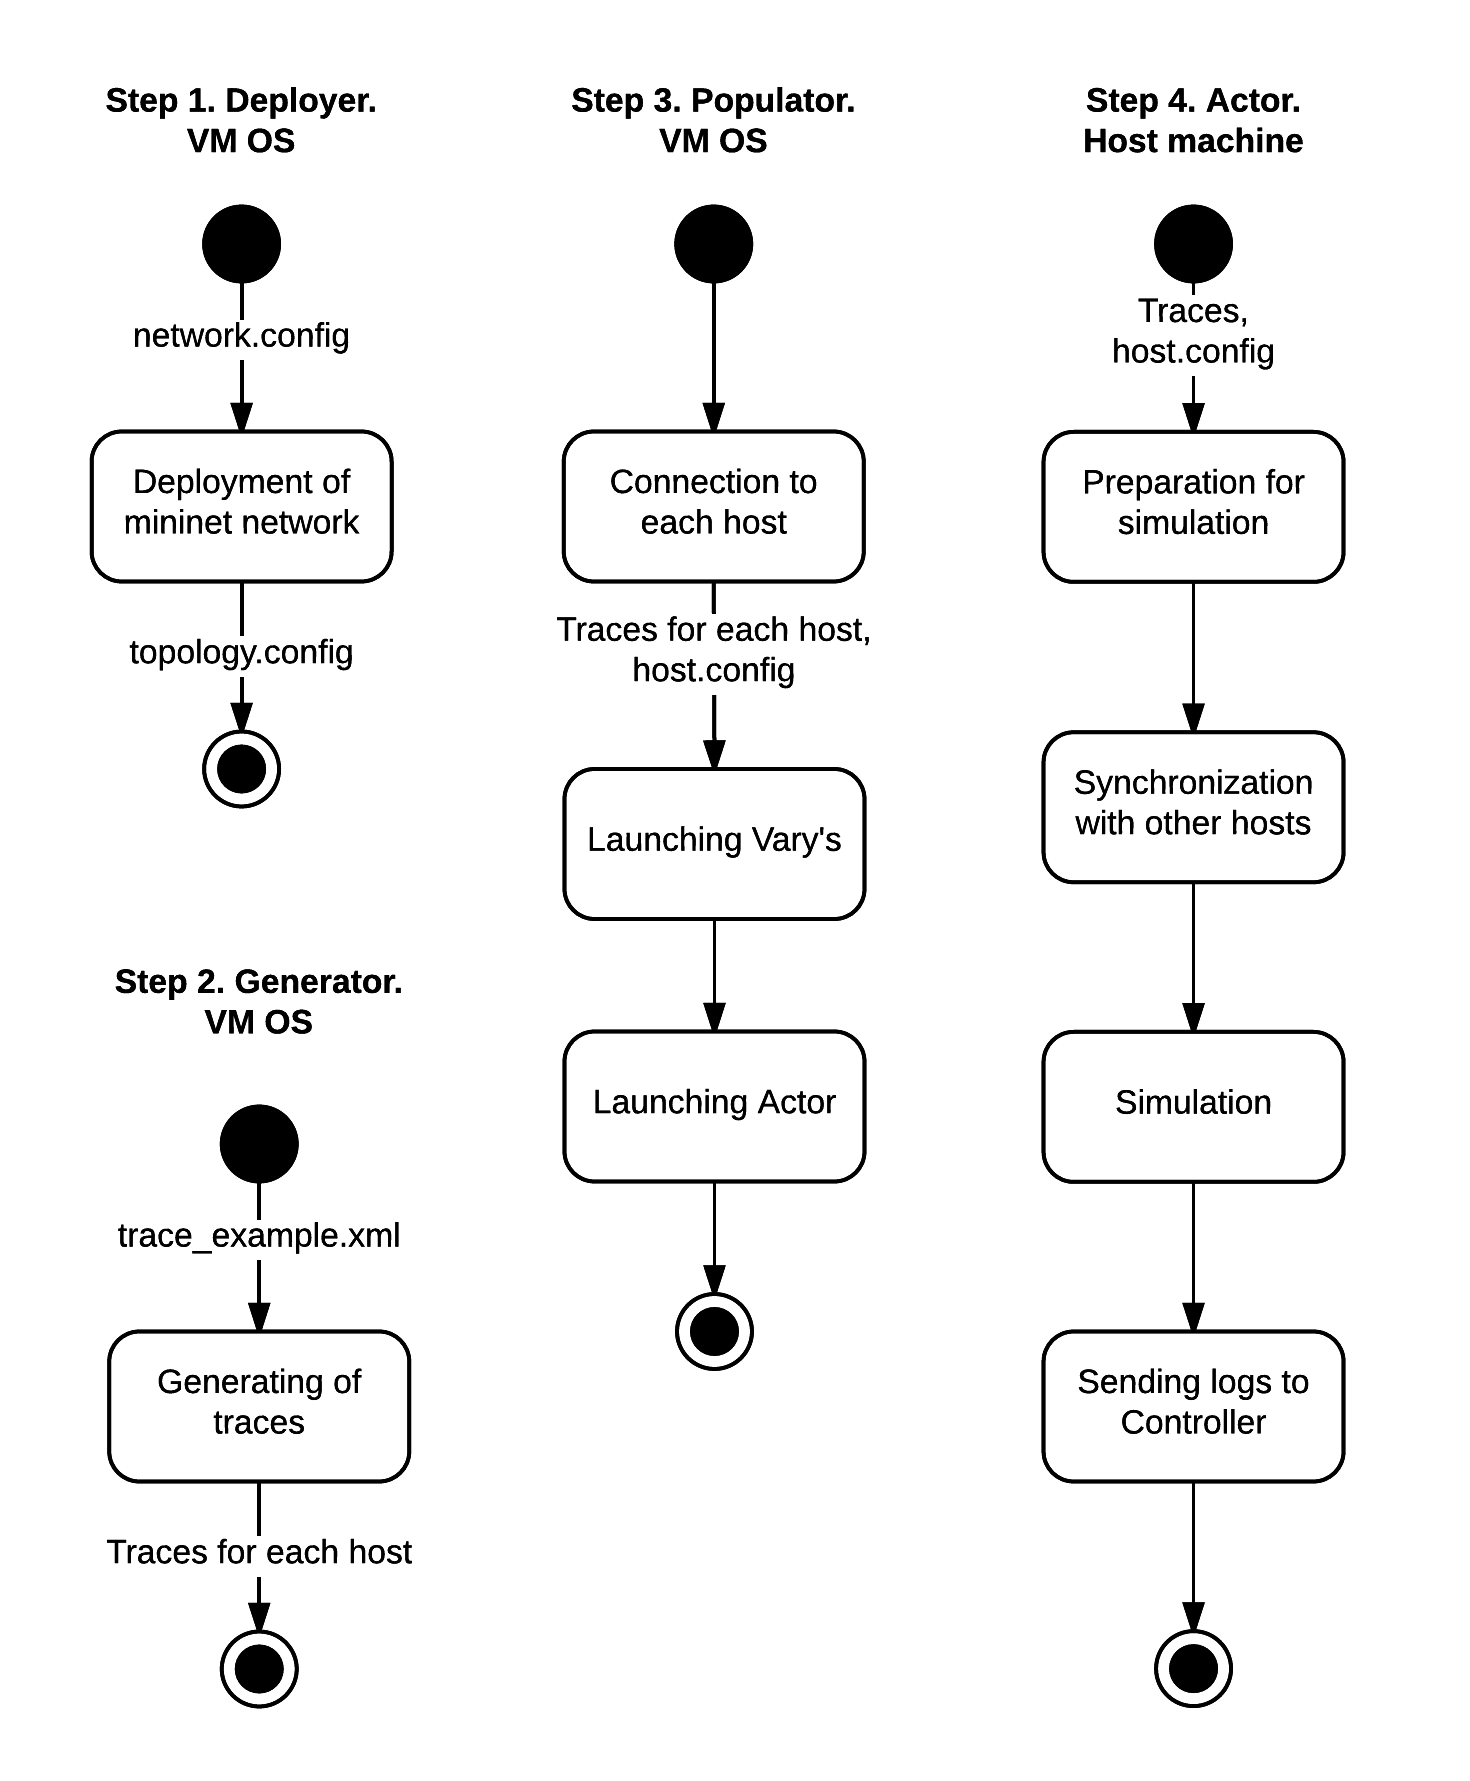 Step 1. Deployer.
VM OS
network.config
Deployment of
mininet network
topology.config
Step 2. Generator.
VM OS
trace_example.xml
Generating of
traces
Traces for each host
Step 3. Populator.
VM OS
Connection to
each host
Traces for each host,
host.config
Launching Vary's
Launching Actor
Step 4. Actor.
Host machine
Traces,
host.config
Preparation for
simulation
Synchronization
with other hosts
Simulation
Sending logs to
Controller